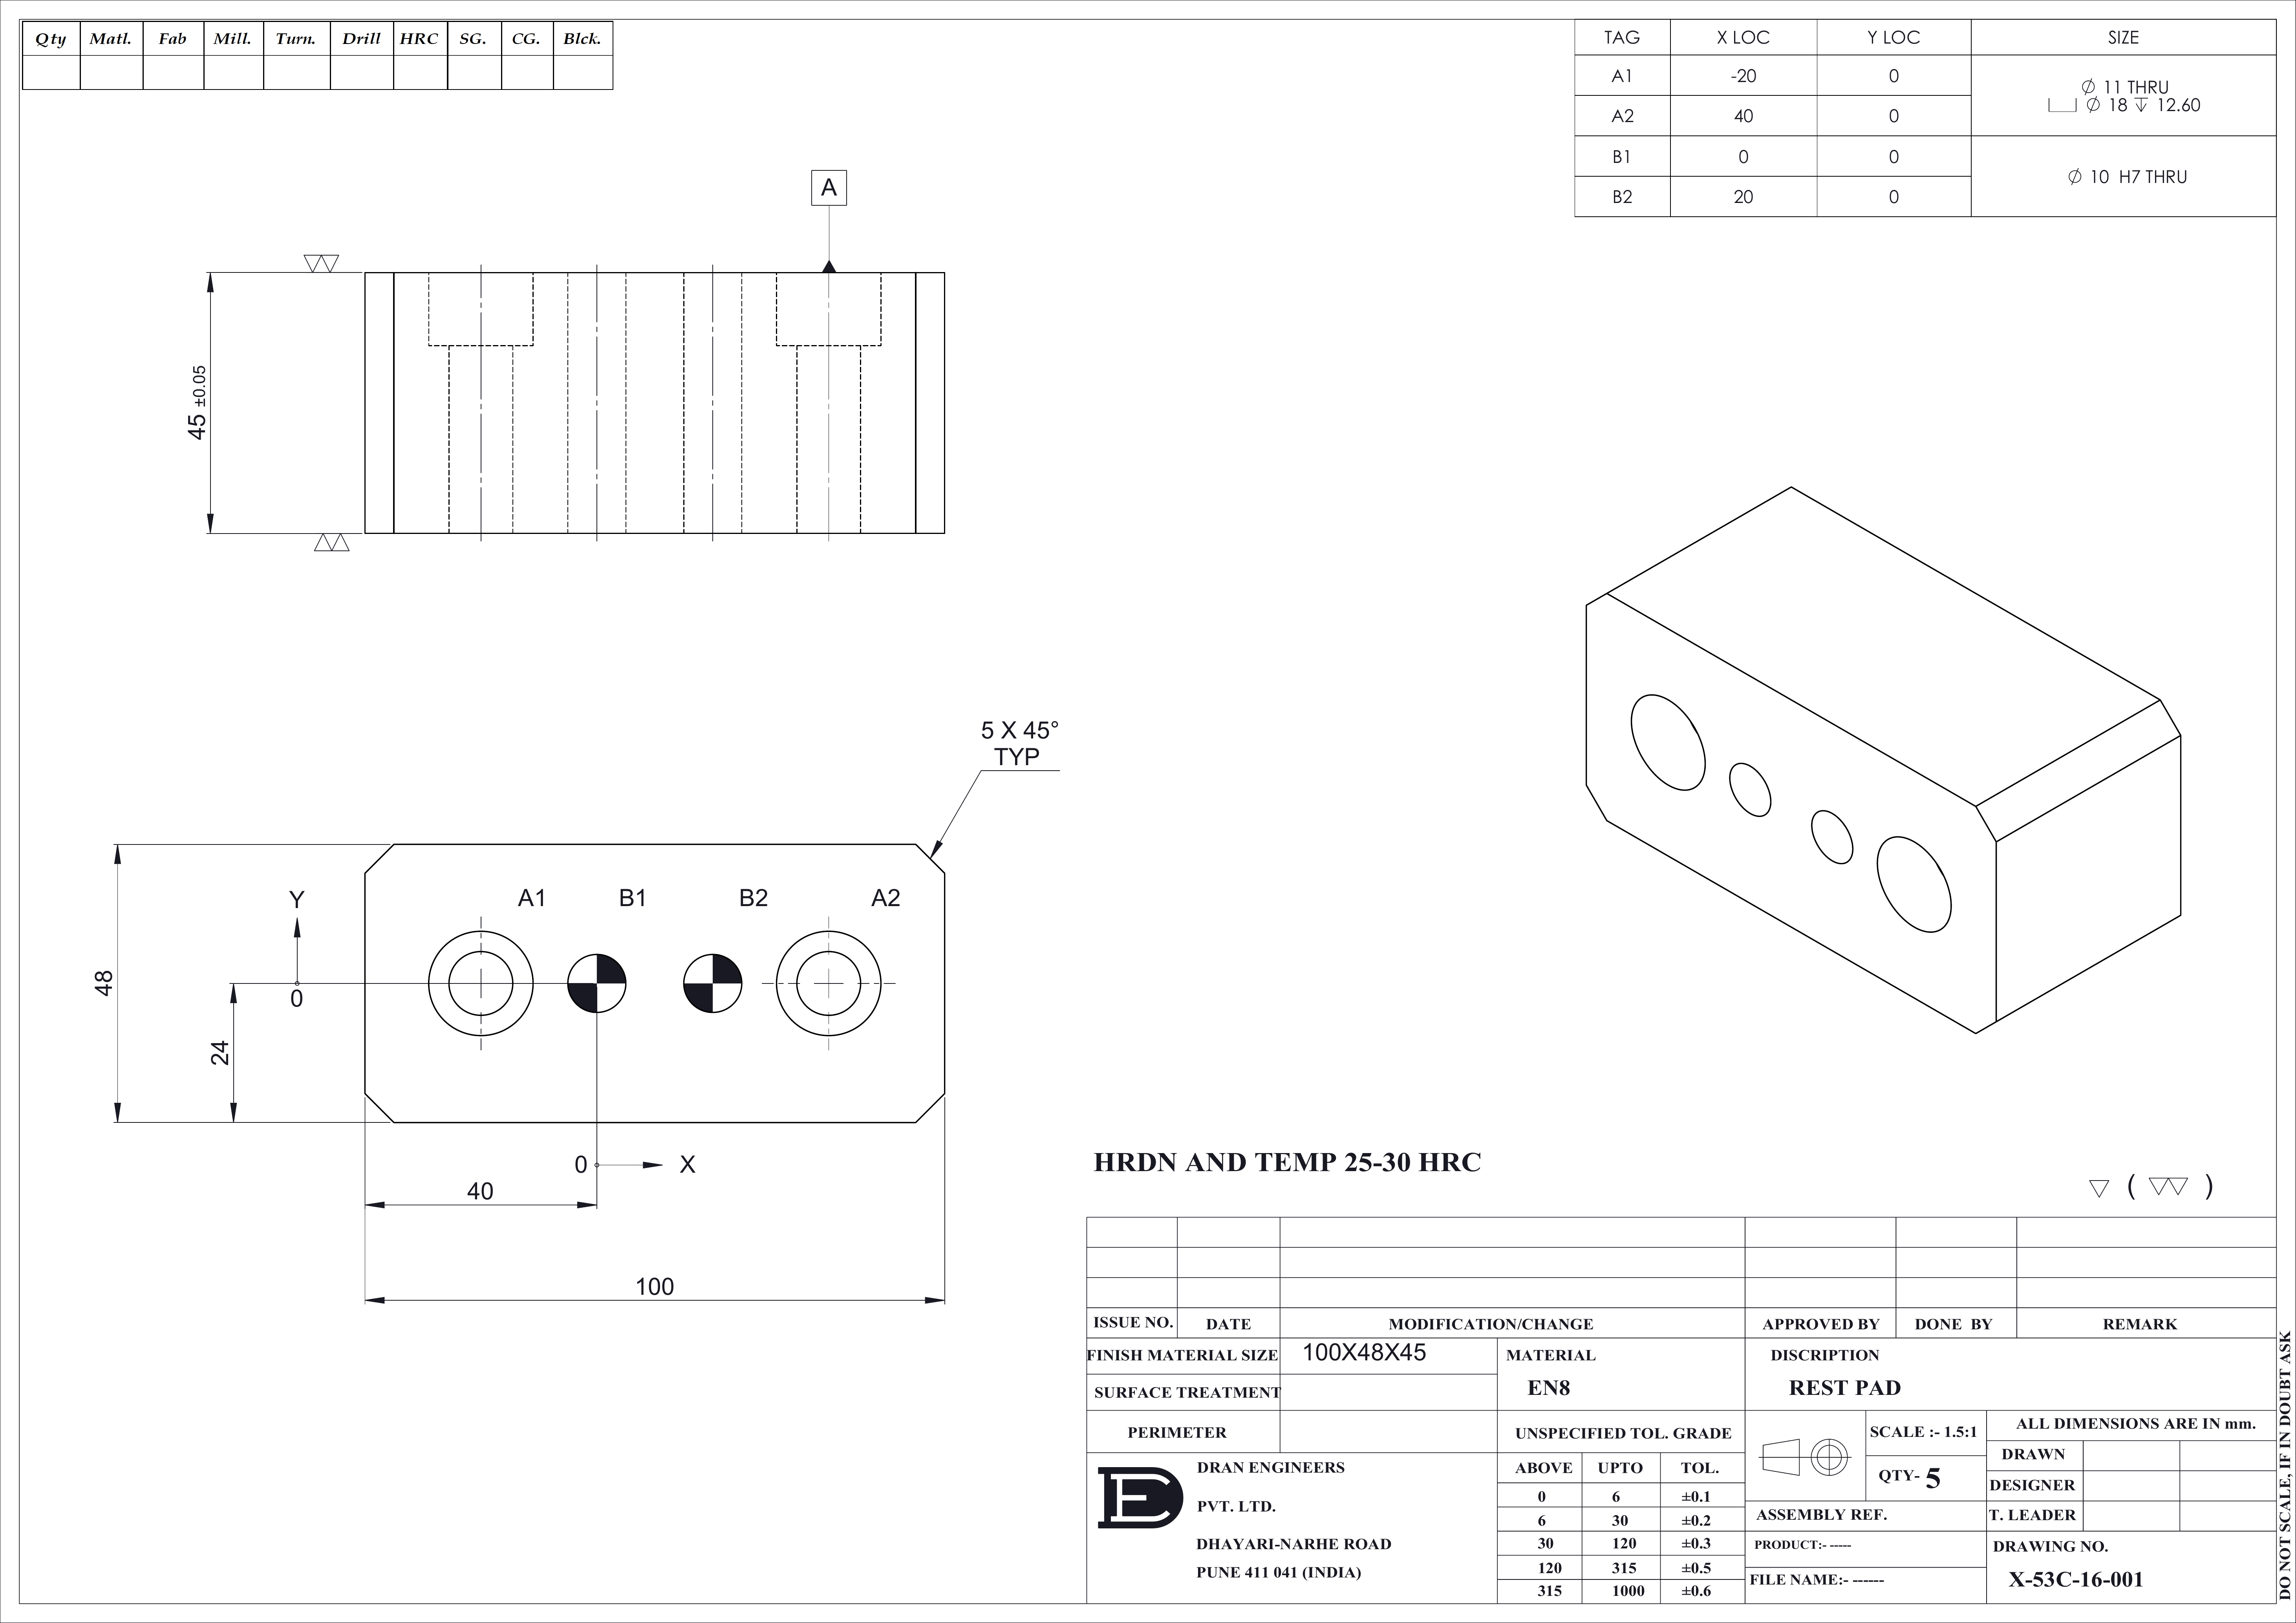 Qty Matl. Fab Mill. Turn. Drill HRC SG. CG. Blck.
TAG X LOC Y LOC SIZE
A1 -20 0
∅ 11 THRU
⌴ ∅ 18 ↧ 12.60
A2 40 0
B1 0 0
∅ 10 H7 THRU
B2 20 0
A
45 ±0.05
5 X 45°
TYP
A1 B1 B2 A2
Y
0
48
24
0 X
40
100
HRDN AND TEMP 25-30 HRC
( )
ISSUE NO. DATE MODIFICATION/CHANGE APPROVED BY DONE BY REMARK
FINISH MATERIAL SIZE 100X48X45
SURFACE TREATMENT
PERIMETER
MATERIAL
EN8
DISCRIPTION
REST PAD
UNSPECIFIED TOL. GRADE
ABOVE UPTO TOL.
0 6 ±0.1
6 30 ±0.2
30 120 ±0.3
120 315 ±0.5
315 1000 ±0.6
DRAN ENGINEERS
PVT. LTD.
DHAYARI-NARHE ROAD
PUNE 411 041 (INDIA)
SCALE :- 1.5:1
QTY- 5
ALL DIMENSIONS ARE IN mm.
DRAWN
DESIGNER
T. LEADER
ASSEMBLY REF.
PRODUCT:- -----
FILE NAME:- ------
DRAWING NO.
X-53C-16-001
DO NOT SCALE, IF IN DOUBT ASK